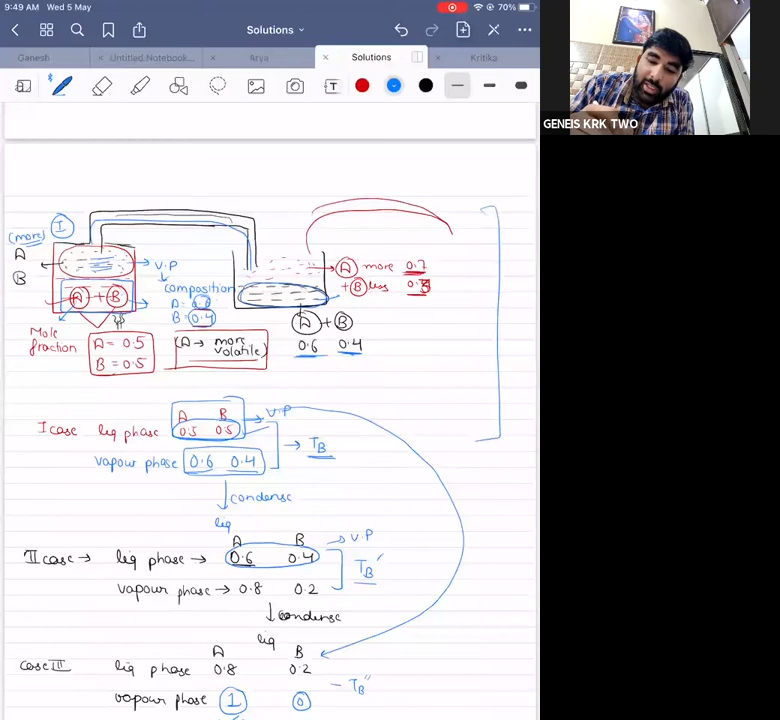 9:49 AM Wed 5 May
70%
Solutions
Ganesh
Untitled Notebook...
Arya
Solutions
Kritika
GENEIS KRK TWO
(more) I
A
B
V.P
composition
A + B
A = 0.6
B = 0.4
A more 0.7
+ B less 0.3
Mole fraction
A = 0.5
B = 0.5
(A → more volatile)
A + B
0.6 0.4
A B
I case liq phase 0.5 0.5 → V.P
vapour phase 0.6 0.4 → TB
↓ condense
liq
A B → V.P
II case → liq phase → 0.6 0.4
TB'
vapour phase → 0.8 0.2
↓ condense
liq
A B
case III liq phase 0.8 0.2
- TB''
vapour phase 1 0